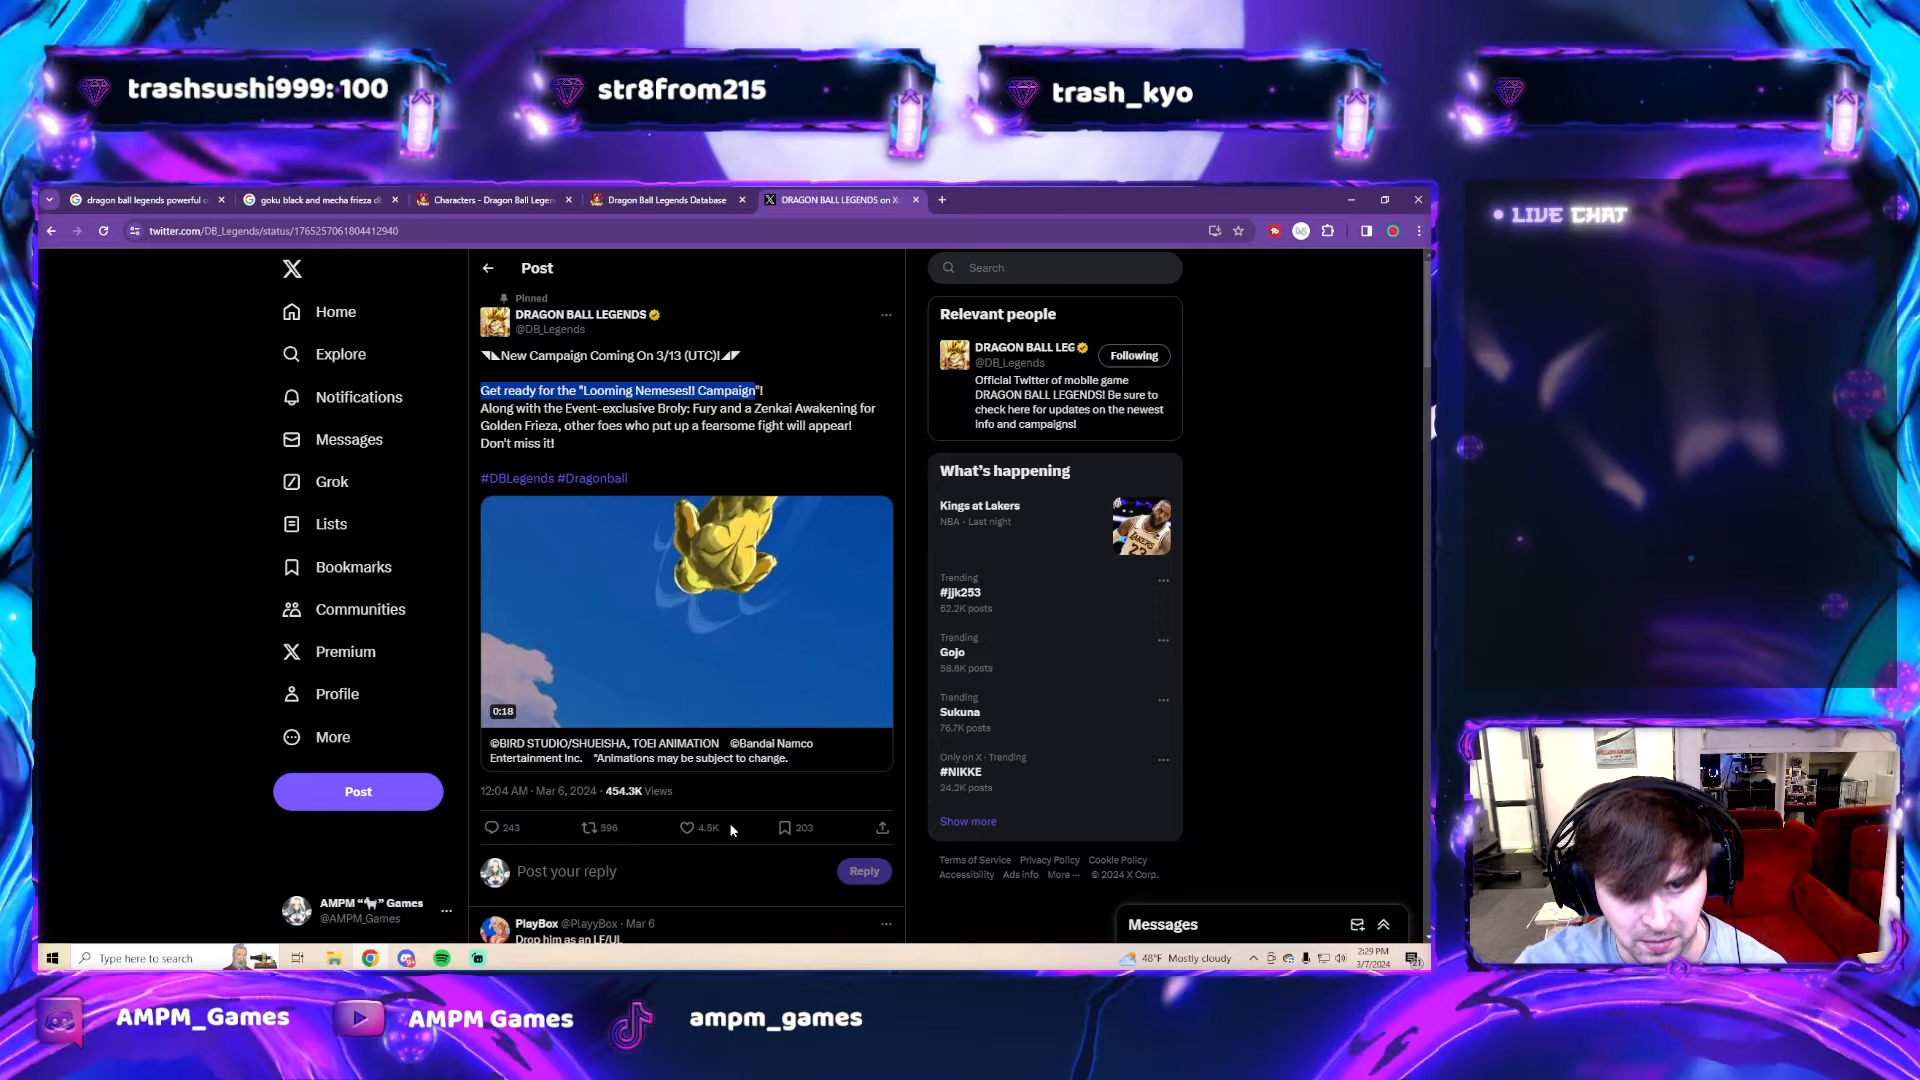 trashsushi999: 100
str8from215
trash_kyo
dragon ball legends powerful o
goku black and mecha frieza db
Characters - Dragon Ball Legen
Dragon Ball Legends Database
DRAGON BALL LEGENDS on X
twitter.com/DB_Legends/status/1765257061804412940
LIVE CHAT
Home
Explore
Notifications
Messages
Grok
Lists
Bookmarks
Communities
Premium
Profile
More
Post
AMPM "🐐" Games
@AMPM_Games
Post
Pinned
DRAGON BALL LEGENDS
@DB_Legends
◥◣New Campaign Coming On 3/13 (UTC)!◢◤
Get ready for the "Looming Nemeses!! Campaign"!
Along with the Event-exclusive Broly: Fury and a Zenkai Awakening for
Golden Frieza, other foes who put up a fearsome fight will appear!
Don't miss it!
#DBLegends #Dragonball
0:18
©BIRD STUDIO/SHUEISHA, TOEI ANIMATION ©Bandai Namco
Entertainment Inc. *Animations may be subject to change.
12:04 AM · Mar 6, 2024 · 454.3K Views
243 596 4.5K 203
Post your reply
Reply
PlayBox @PLayyBox · Mar 6
Drop him as an LF/UL
Search
Relevant people
DRAGON BALL LEG
@DB_Legends
Following
Official Twitter of mobile game
DRAGON BALL LEGENDS! Be sure to
check here for updates on the newest
info and campaigns!
What's happening
Kings at Lakers
NBA · Last night
Trending
#jjk253
62.2K posts
Trending
Gojo
59.6K posts
Trending
Sukuna
76.7K posts
Only on X · Trending
#NIKKE
24.2K posts
Show more
Terms of Service Privacy Policy Cookie Policy
Accessibility Ads info More ··· © 2024 X Corp.
Messages
Type here to search
48°F Mostly cloudy
2:29 PM
3/7/2024
AMPM_Games
AMPM Games
ampm_games